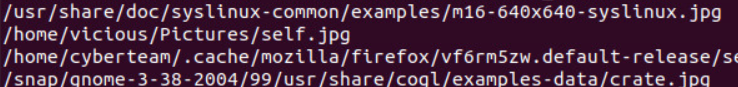 /usr/share/doc/syslinux-common/examples/m16-640x640-syslinux.jpg
/home/vicious/Pictures/self.jpg
/home/cyberteam/.cache/mozilla/firefox/vf6rm5zw.default-release/se
/snap/gnome-3-38-2004/99/usr/share/cogl/examples-data/crate.jpg